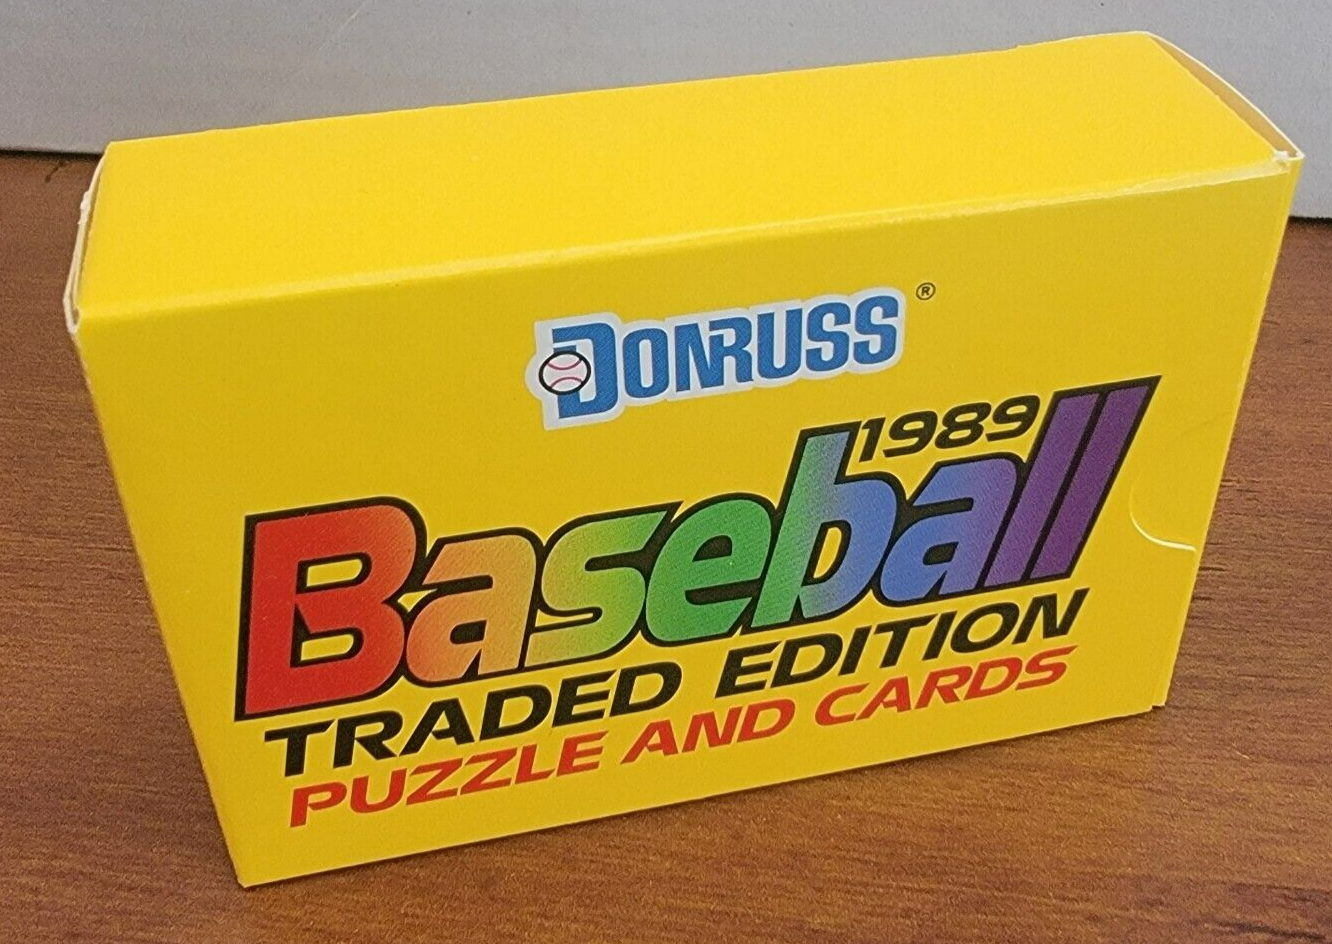 DONRUSS ®
1989
Baseball
TRADED EDITION
PUZZLE AND CARDS